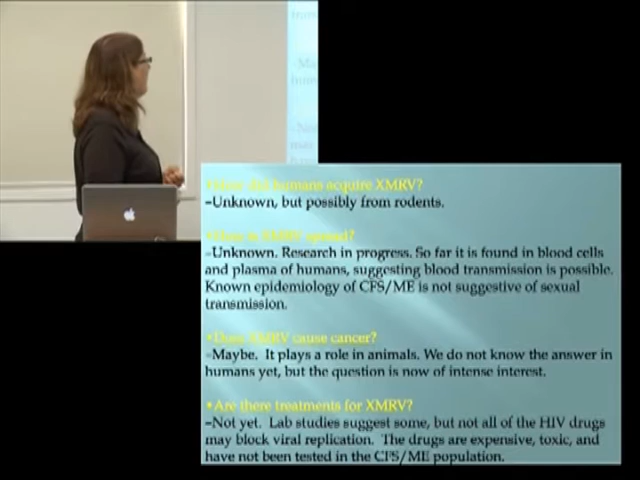 •How did humans acquire XMRV?
–Unknown, but possibly from rodents.
•How is XMRV spread?
–Unknown. Research in progress. So far it is found in blood cells
and plasma of humans, suggesting blood transmission is possible.
Known epidemiology of CFS/ME is not suggestive of sexual
transmission.
•Does XMRV cause cancer?
–Maybe. It plays a role in animals. We do not know the answer in
humans yet, but the question is now of intense interest.
•Are there treatments for XMRV?
–Not yet. Lab studies suggest some, but not all of the HIV drugs
may block viral replication. The drugs are expensive, toxic, and
have not been tested in the CFS/ME population.